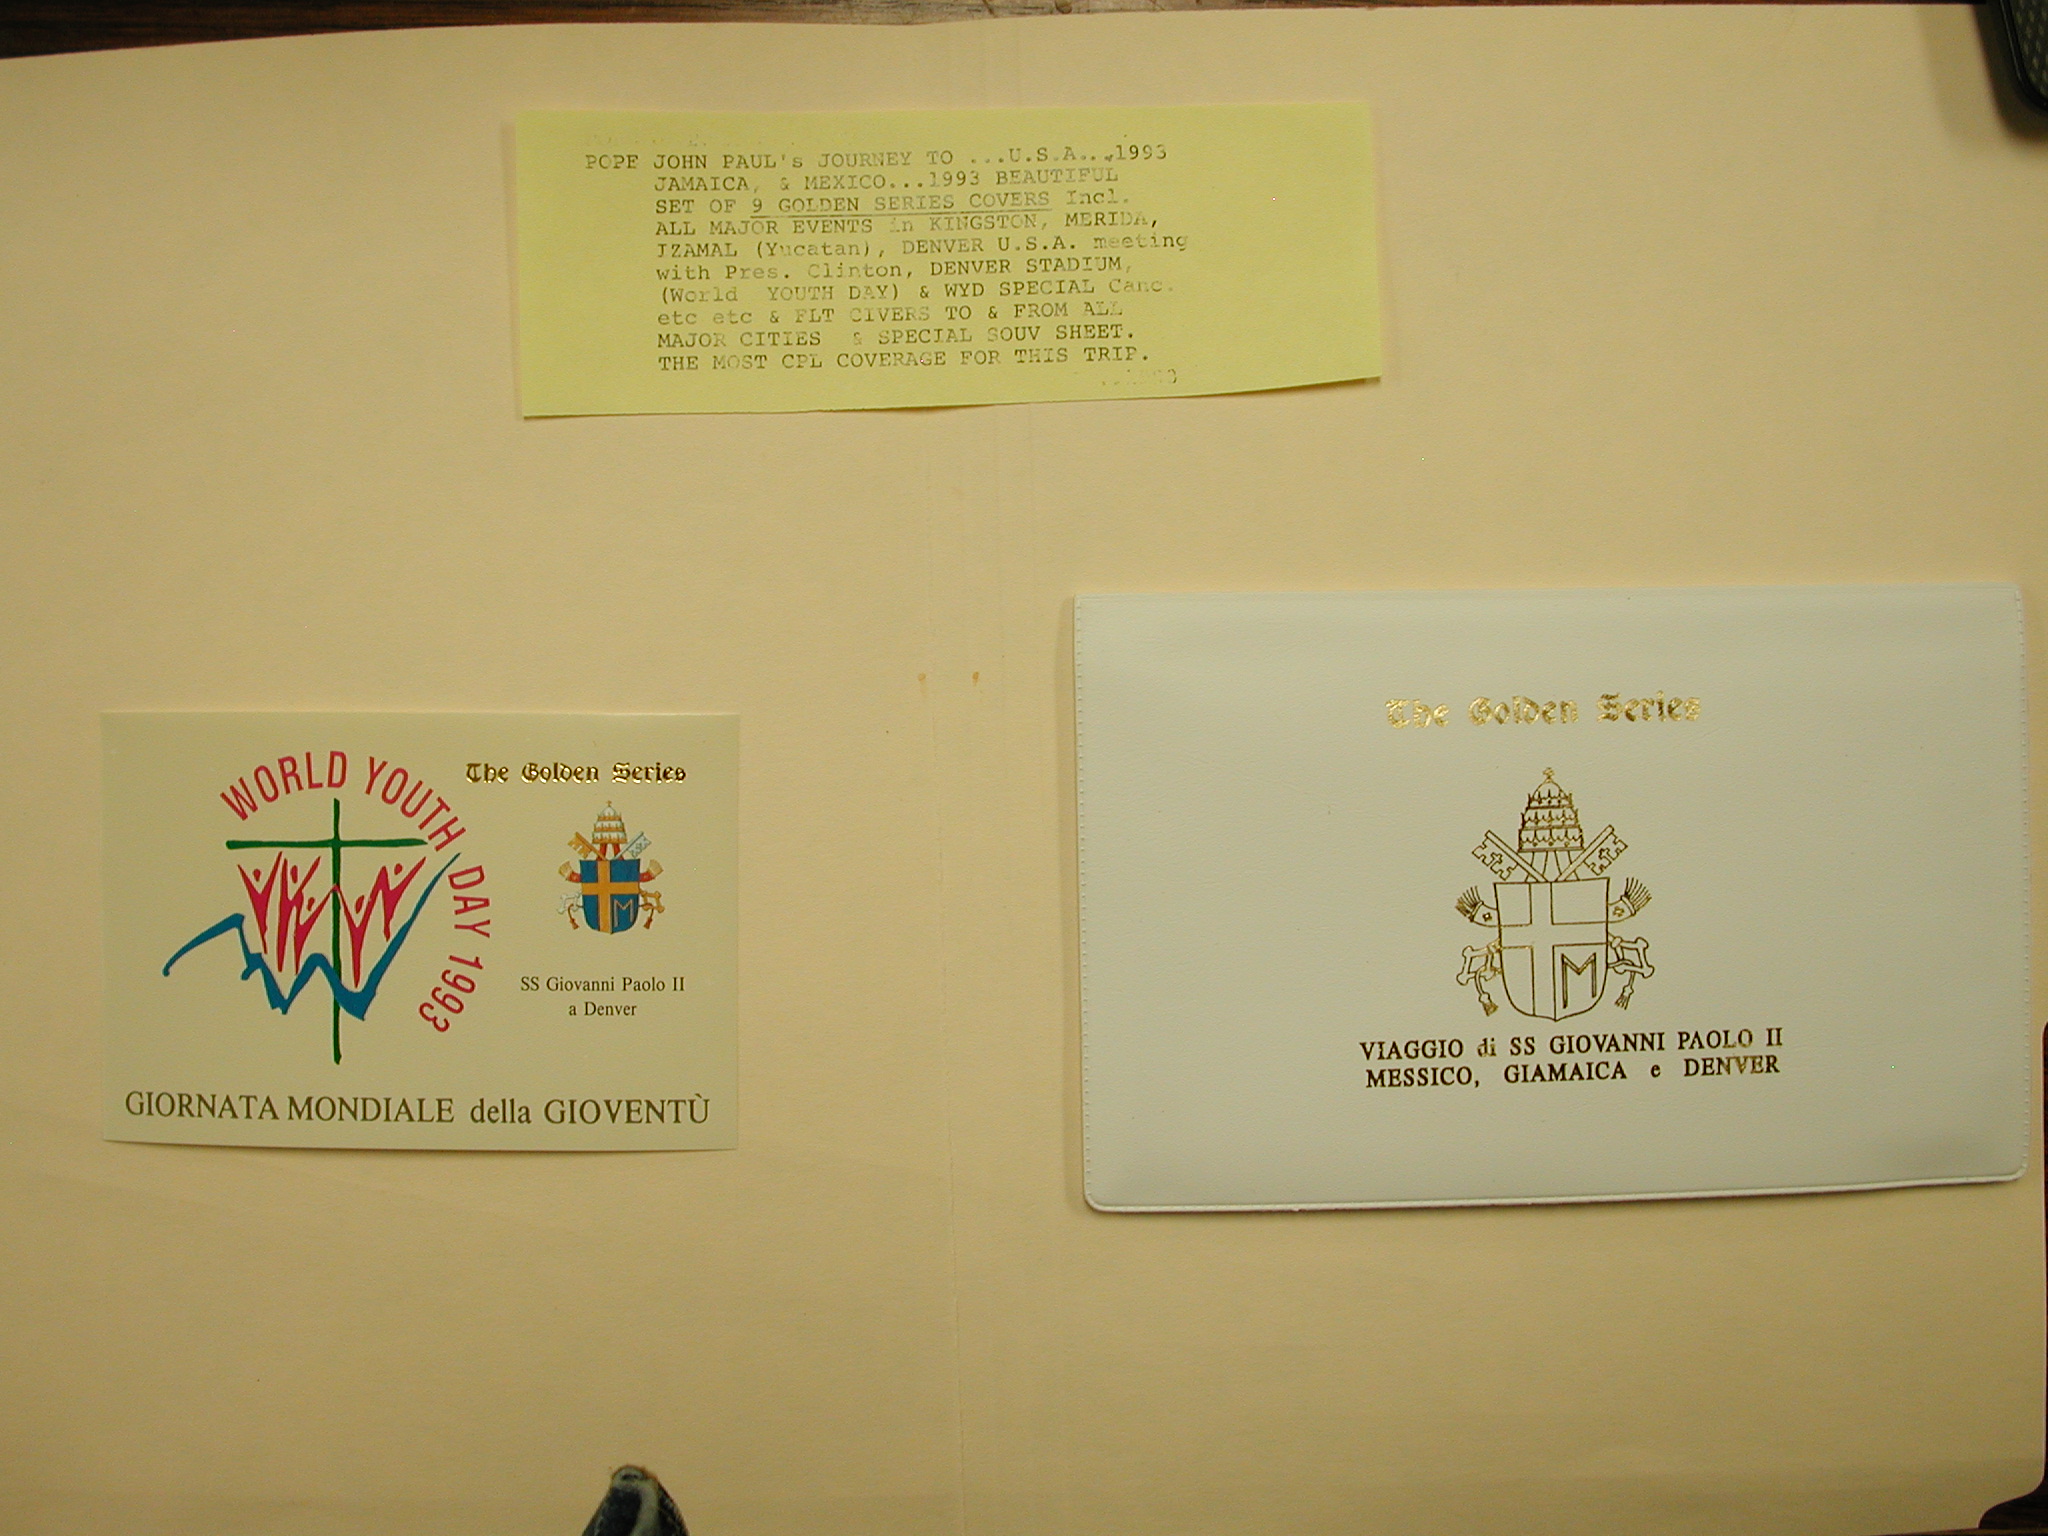 POPE JOHN PAUL's JOURNEY TO ...U.S.A...1993
JAMAICA, & MEXICO...1993 BEAUTIFUL
SET OF 9 GOLDEN SERIES COVERS Incl.
ALL MAJOR EVENTS in KINGSTON, MERIDA,
IZAMAL (Yucatan), DENVER U.S.A. meeting
with Pres. Clinton, DENVER STADIUM,
(World YOUTH DAY) & WYD SPECIAL Canc.
etc etc & FLT CIVERS TO & FROM ALL
MAJOR CITIES & SPECIAL SOUV SHEET.
THE MOST CPL COVERAGE FOR THIS TRIP.
WORLD YOUTH DAY 1993
The Golden Series
M
SS Giovanni Paolo II
a Denver
GIORNATA MONDIALE della GIOVENTÙ
The Golden Series
M
VIAGGIO di SS GIOVANNI PAOLO II
MESSICO, GIAMAICA e DENVER